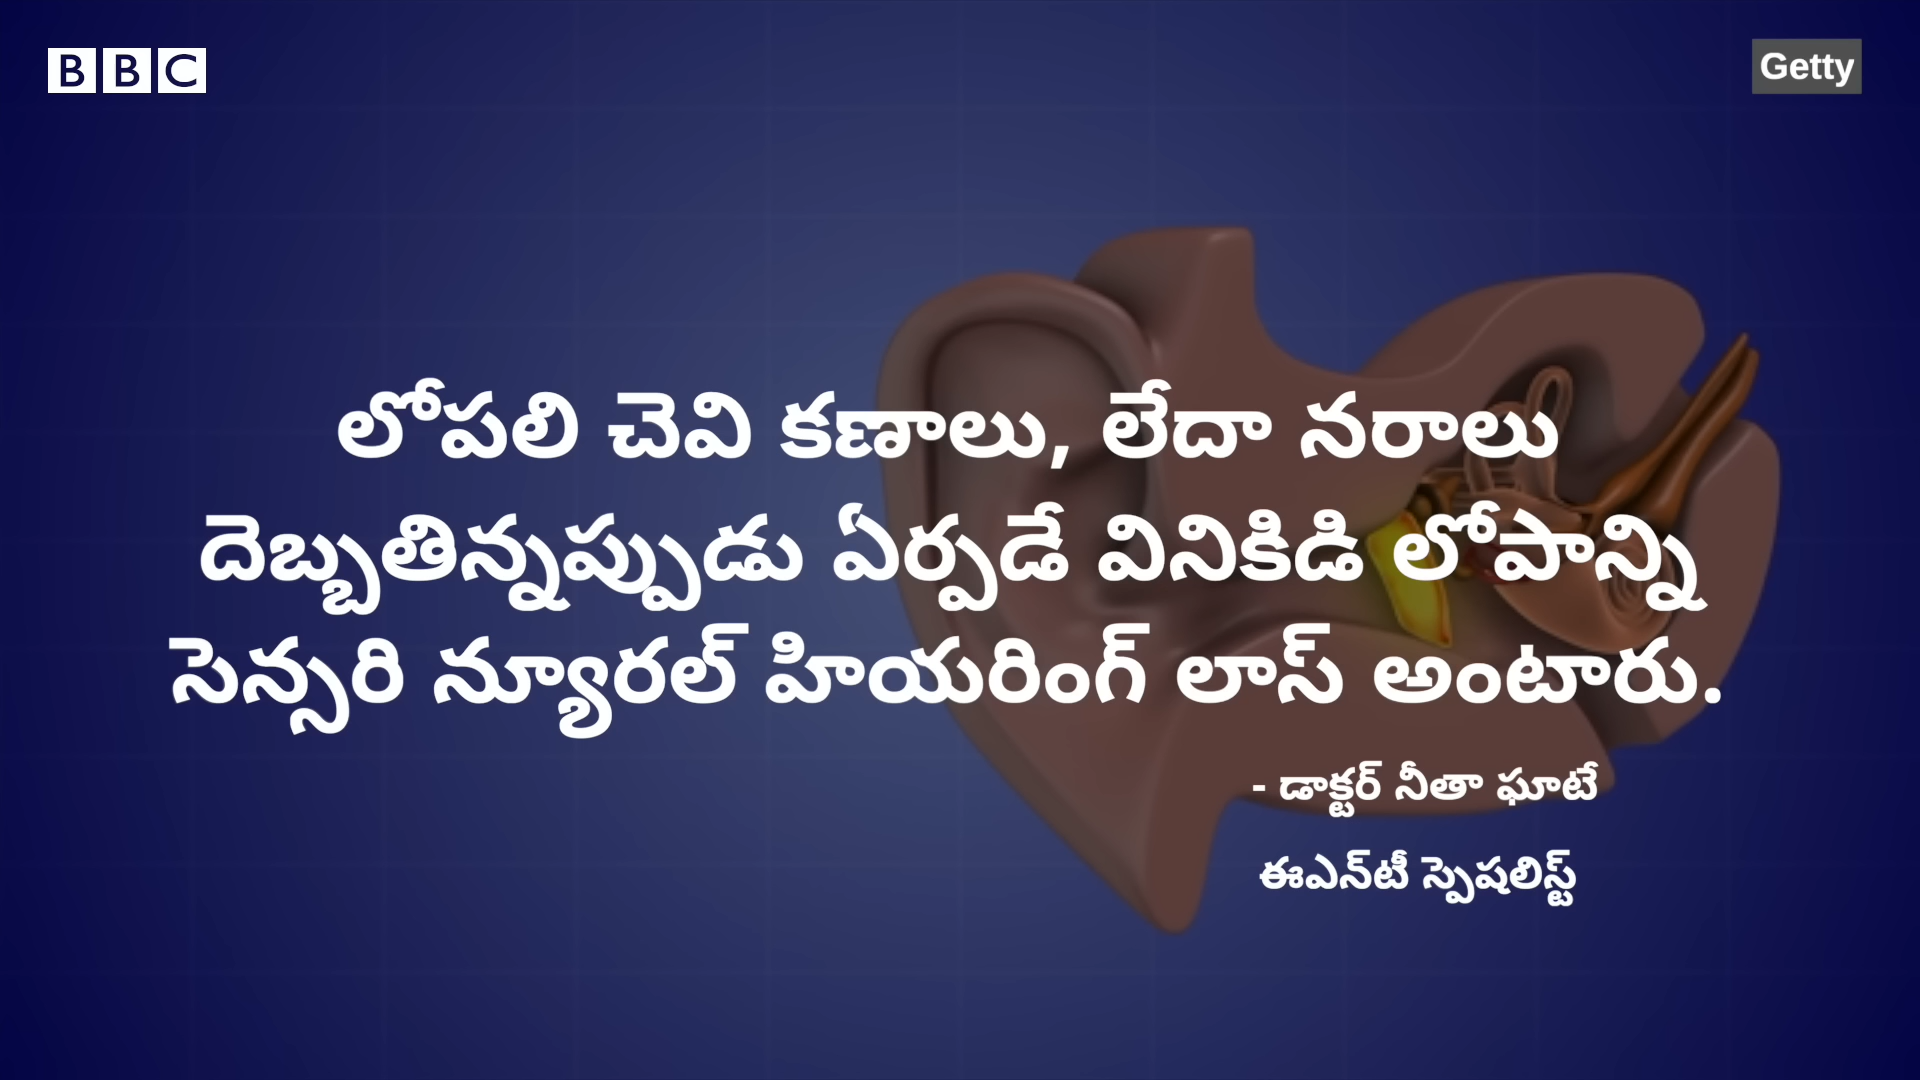 BBC
Getty
లోపలి చెవి కణాలు, లేదా నరాలు
దెబ్బతిన్నప్పుడు ఏర్పడే వినికిడి లోపాన్ని
సెన్సరి న్యూరల్ హియరింగ్ లాస్ అంటారు.
- డాక్టర్ నీతా ఘాటే
ఈఎన్‌టీ స్పెషలిస్ట్